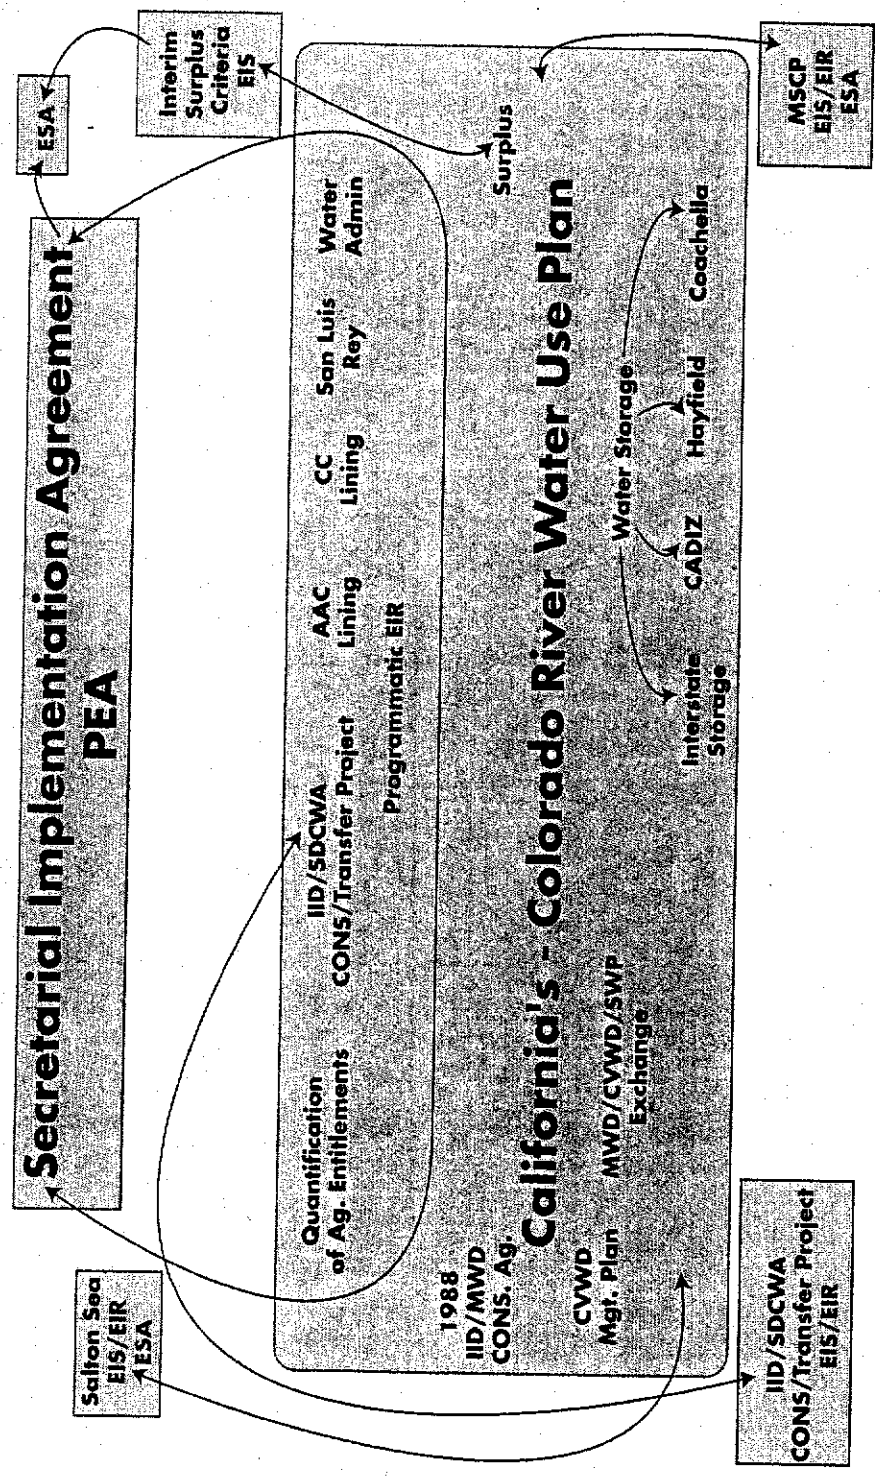 Secretarial Implementation Agreement
PEA
ESA
Interim
Surplus
Criteria
EIS
Salton Sea
EIS/EIR
ESA
Quantification
of Ag. Entitlements
IID/SDCWA
CONS/Transfer Project
AAC
Lining
CC
Lining
San Luis
Rey
Water
Admin
Programmatic EIR
1988
IID/MWD
CONS. Ag.
Surplus
California's - Colorado River Water Use Plan
CVWD
Mgt. Plan
MWD/CVWD/SWP
Exchange
Water Storage
Interstate
Storage
CADIZ
Hayfield
Coachella
IID/SDCWA
CONS/Transfer Project
EIS/EIR
MSCP
EIS/EIR
ESA